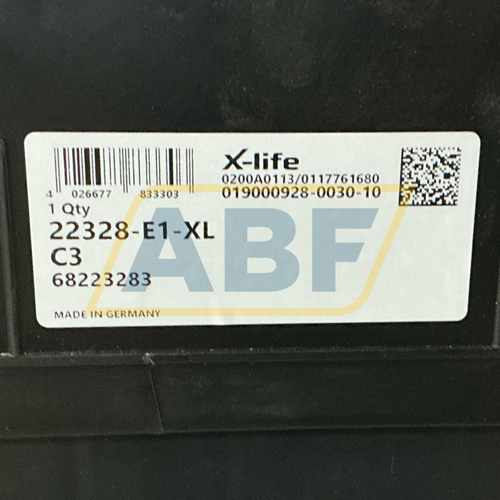 X-life
0200A0113/0117761680
019000928-0030-10
4 026677 833303
1 Qty
22328-E1-XL
C3
68223283
MADE IN GERMANY
ABF